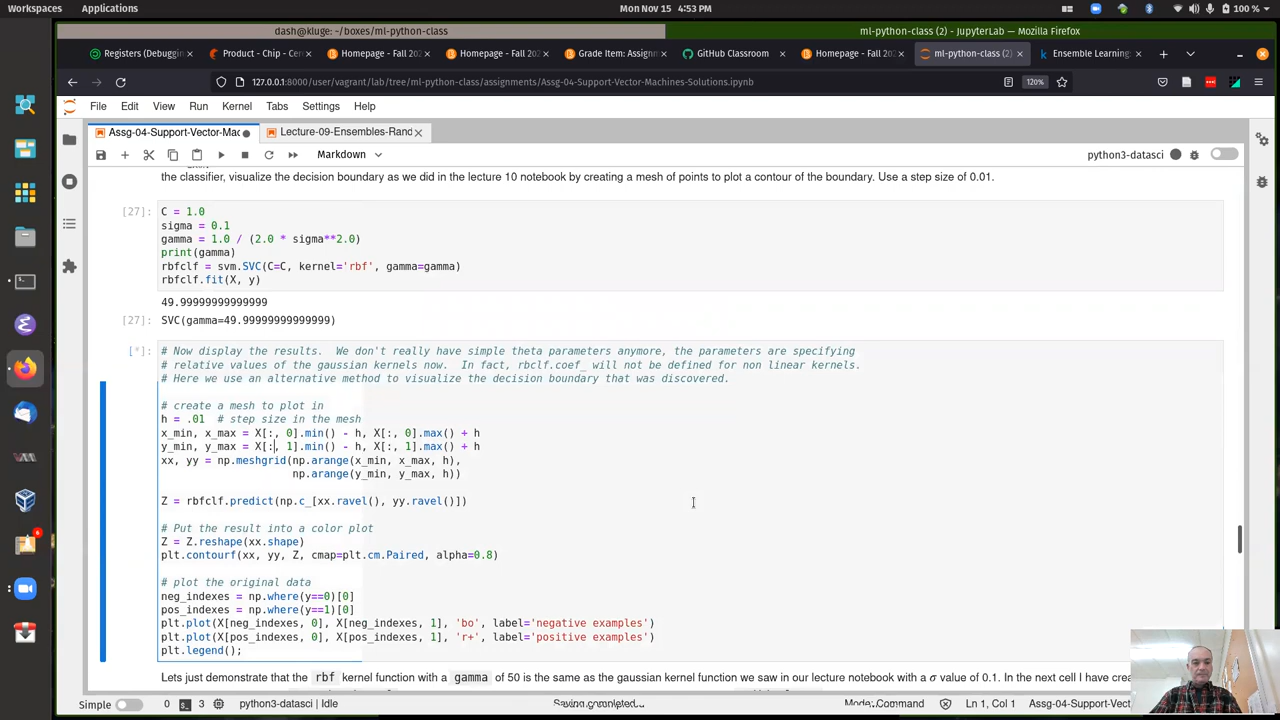 Workspaces Applications Mon Nov 15 4:53 PM 100 %
dash@kluge: ~/boxes/ml-python-class ml-python-class (2) - JupyterLab — Mozilla Firefox
Registers (Debugging Product - Chip - Cer Homepage - Fall 202 Homepage - Fall 202 Grade Item: Assignm GitHub Classroom Homepage - Fall 202 ml-python-class (2) Ensemble Learning:
127.0.0.1:8000/user/vagrant/lab/tree/ml-python-class/assignments/Assg-04-Support-Vector-Machines-Solutions.ipynb 120%
File Edit View Run Kernel Tabs Settings Help
Assg-04-Support-Vector-Mac Lecture-09-Ensembles-Rand
Markdown python3-datasci
the classifier, visualize the decision boundary as we did in the lecture 10 notebook by creating a mesh of points to plot a contour of the boundary. Use a step size of 0.01.
[27]: C = 1.0
sigma = 0.1
gamma = 1.0 / (2.0 * sigma**2.0)
print(gamma)
rbfclf = svm.SVC(C=C, kernel='rbf', gamma=gamma)
rbfclf.fit(X, y)
49.99999999999999
[27]: SVC(gamma=49.99999999999999)
[*]: # Now display the results.  We don't really have simple theta parameters anymore, the parameters are specifying
# relative values of the gaussian kernels now.  In fact, rbclf.coef_ will not be defined for non linear kernels.
# Here we use an alternative method to visualize the decision boundary that was discovered.
# create a mesh to plot in
h = .01  # step size in the mesh
x_min, x_max = X[:, 0].min() - h, X[:, 0].max() + h
y_min, y_max = X[:, 1].min() - h, X[:, 1].max() + h
xx, yy = np.meshgrid(np.arange(x_min, x_max, h),
np.arange(y_min, y_max, h))
Z = rbfclf.predict(np.c_[xx.ravel(), yy.ravel()])
# Put the result into a color plot
Z = Z.reshape(xx.shape)
plt.contourf(xx, yy, Z, cmap=plt.cm.Paired, alpha=0.8)
# plot the original data
neg_indexes = np.where(y==0)[0]
pos_indexes = np.where(y==1)[0]
plt.plot(X[neg_indexes, 0], X[neg_indexes, 1], 'bo', label='negative examples')
plt.plot(X[pos_indexes, 0], X[pos_indexes, 1], 'r+', label='positive examples')
plt.legend();
Lets just demonstrate that the rbf kernel function with a gamma of 50 is the same as the gaussian kernel function we saw in our lecture notebook with a σ value of 0.1. In the next cell I have crea
Simple 0 3 python3-datasci | Idle Saving completed Mode: Command Ln 1, Col 1 Assg-04-Support-Vector-Machines-S